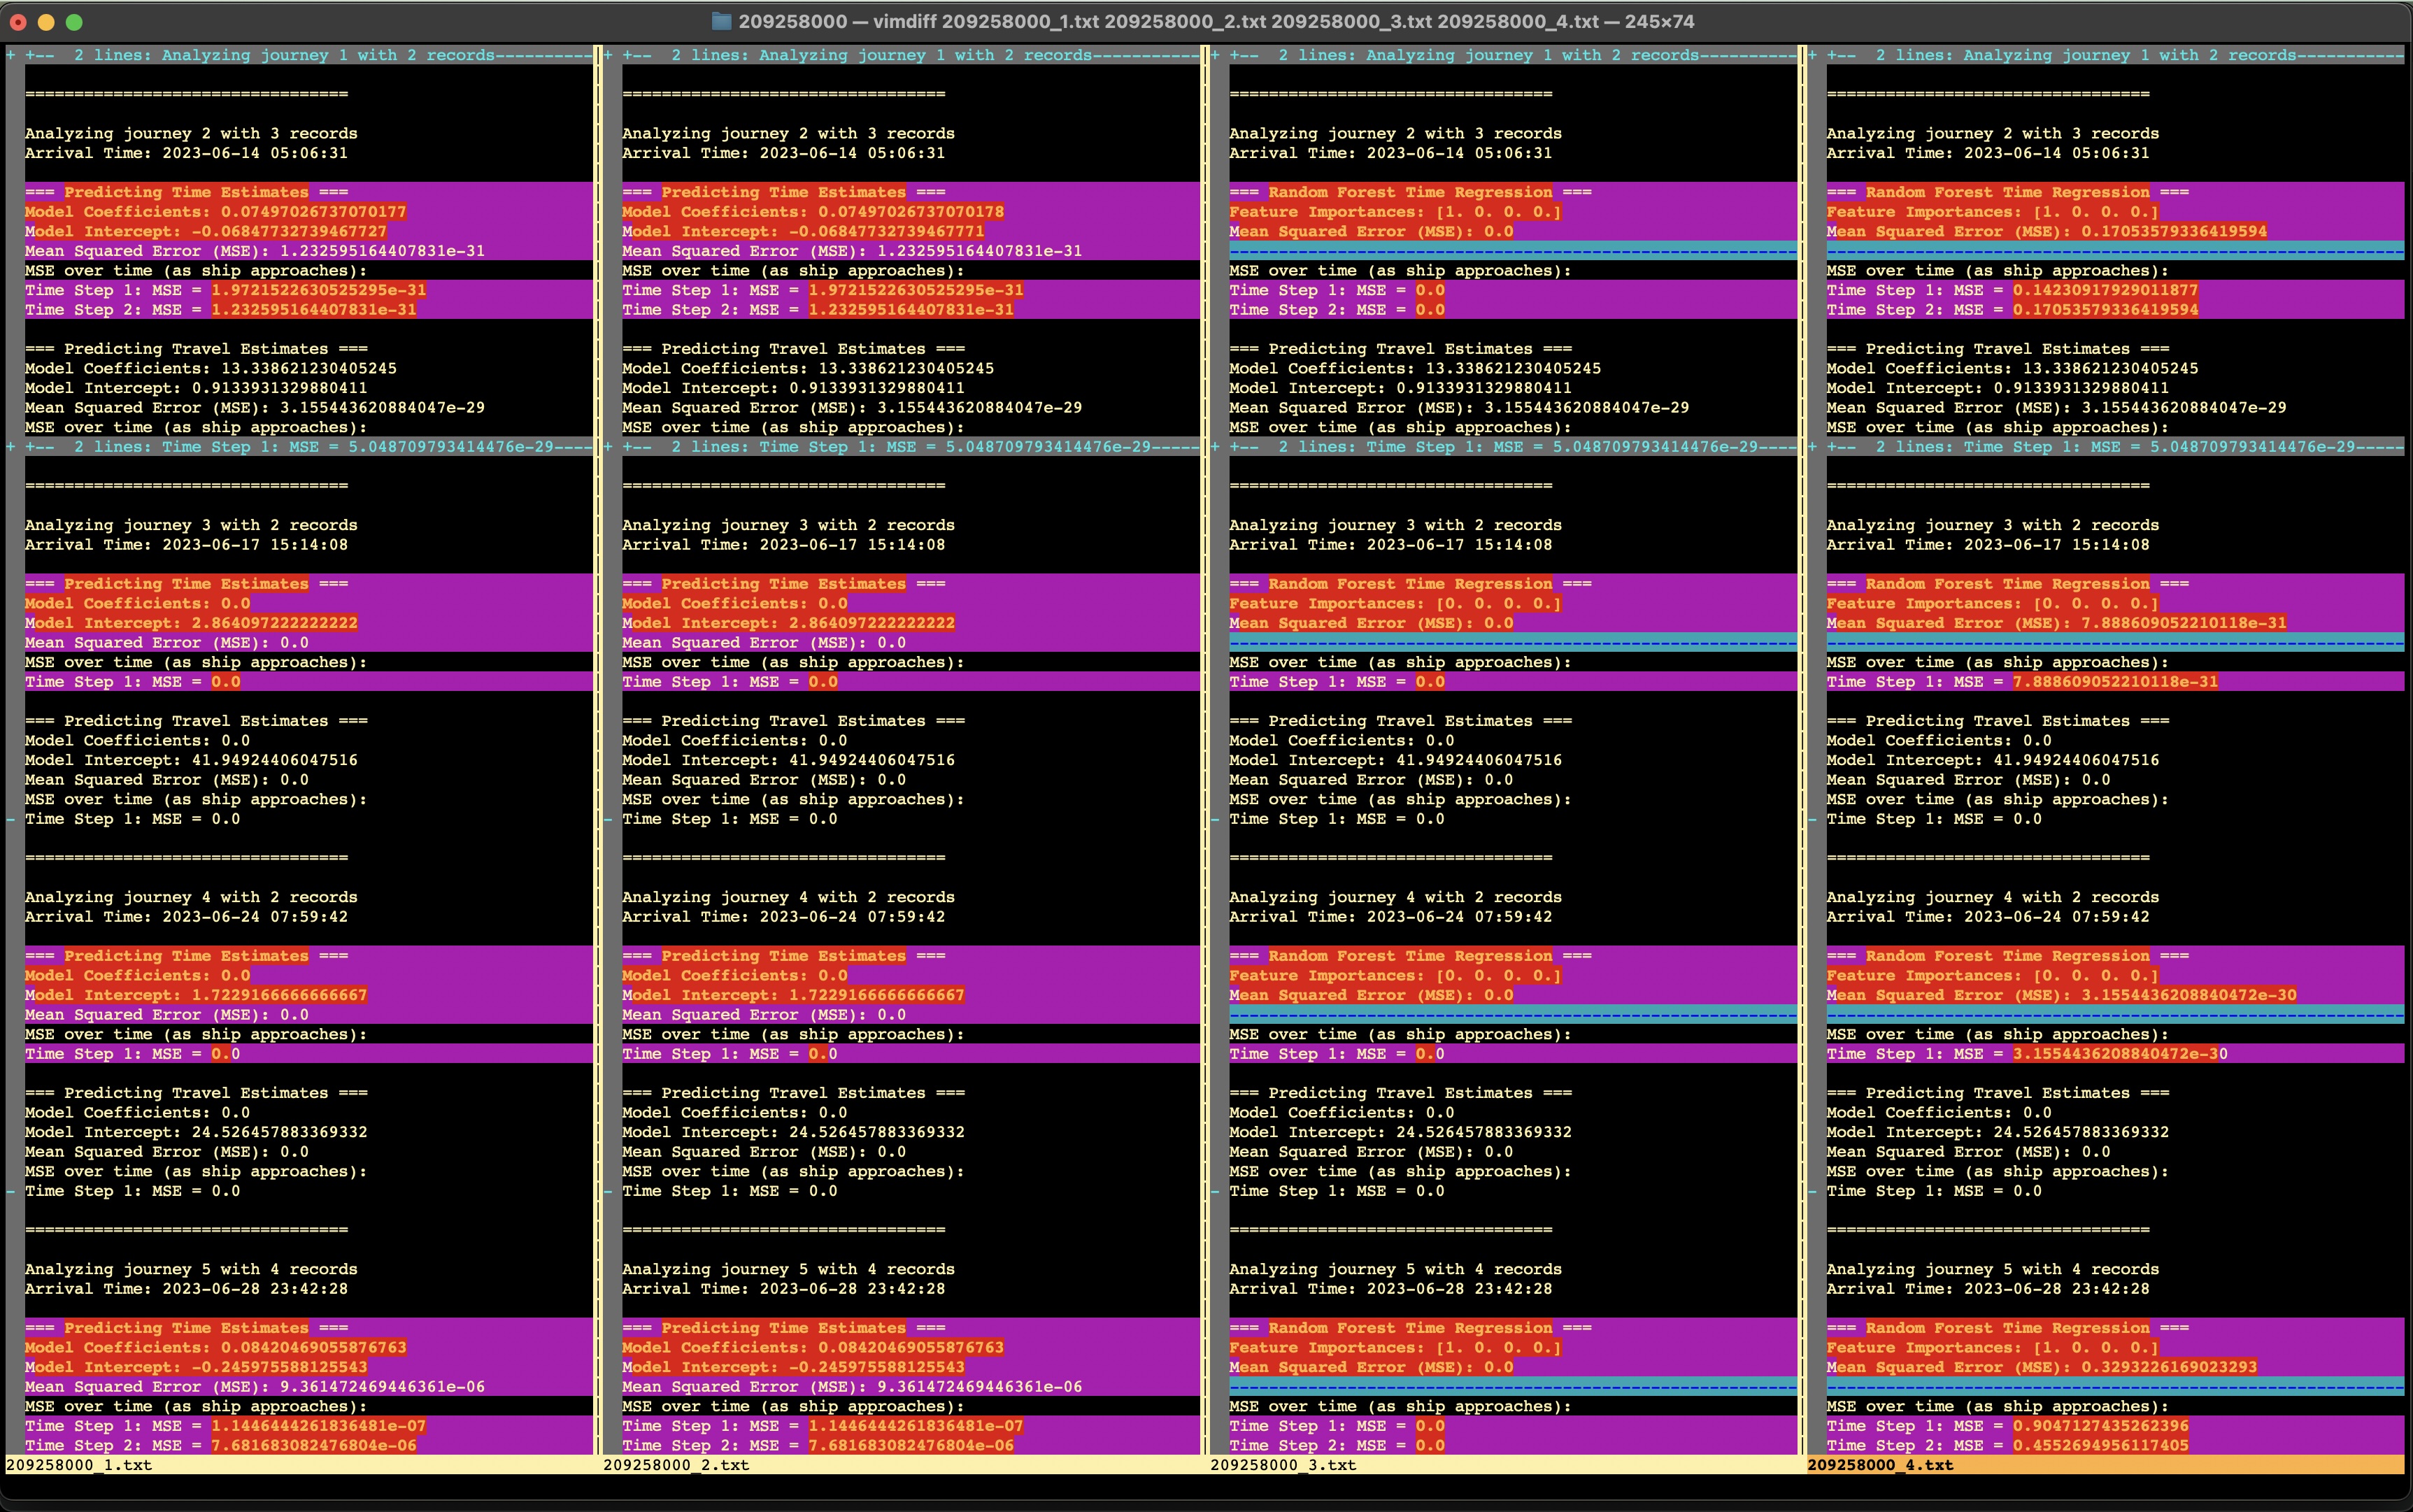 209258000 — vimdiff 209258000_1.txt 209258000_2.txt 209258000_3.txt 209258000_4.txt — 245×74
+ +-- 2 lines: Analyzing journey 1 with 2 records----------
===============================
Analyzing journey 2 with 3 records
Arrival Time: 2023-06-14 05:06:31
=== Predicting Time Estimates ===
Model Coefficients: 0.07497026737070177
Model Intercept: -0.06847732739467727
Mean Squared Error (MSE): 1.232595164407831e-31
MSE over time (as ship approaches):
Time Step 1: MSE = 1.9721522630525295e-31
Time Step 2: MSE = 1.232595164407831e-31
=== Predicting Travel Estimates ===
Model Coefficients: 13.338621230405245
Model Intercept: 0.9133931329880411
Mean Squared Error (MSE): 3.155443620884047e-29
MSE over time (as ship approaches):
+ +-- 2 lines: Time Step 1: MSE = 5.048709793414476e-29----
===============================
Analyzing journey 3 with 2 records
Arrival Time: 2023-06-17 15:14:08
=== Predicting Time Estimates ===
Model Coefficients: 0.0
Model Intercept: 2.864097222222222
Mean Squared Error (MSE): 0.0
MSE over time (as ship approaches):
Time Step 1: MSE = 0.0
=== Predicting Travel Estimates ===
Model Coefficients: 0.0
Model Intercept: 41.94924406047516
Mean Squared Error (MSE): 0.0
MSE over time (as ship approaches):
- Time Step 1: MSE = 0.0
===============================
Analyzing journey 4 with 2 records
Arrival Time: 2023-06-24 07:59:42
=== Predicting Time Estimates ===
Model Coefficients: 0.0
Model Intercept: 1.7229166666666667
Mean Squared Error (MSE): 0.0
MSE over time (as ship approaches):
Time Step 1: MSE = 0.0
=== Predicting Travel Estimates ===
Model Coefficients: 0.0
Model Intercept: 24.526457883369332
Mean Squared Error (MSE): 0.0
MSE over time (as ship approaches):
- Time Step 1: MSE = 0.0
===============================
Analyzing journey 5 with 4 records
Arrival Time: 2023-06-28 23:42:28
=== Predicting Time Estimates ===
Model Coefficients: 0.08420469055876763
Model Intercept: -0.245975588125543
Mean Squared Error (MSE): 9.361472469446361e-06
MSE over time (as ship approaches):
Time Step 1: MSE = 1.1446444261836481e-07
Time Step 2: MSE = 7.681683082476804e-06
209258000_1.txt
+ +-- 2 lines: Analyzing journey 1 with 2 records-----------
===============================
Analyzing journey 2 with 3 records
Arrival Time: 2023-06-14 05:06:31
=== Predicting Time Estimates ===
Model Coefficients: 0.07497026737070178
Model Intercept: -0.06847732739467771
Mean Squared Error (MSE): 1.232595164407831e-31
MSE over time (as ship approaches):
Time Step 1: MSE = 1.9721522630525295e-31
Time Step 2: MSE = 1.232595164407831e-31
=== Predicting Travel Estimates ===
Model Coefficients: 13.338621230405245
Model Intercept: 0.9133931329880411
Mean Squared Error (MSE): 3.155443620884047e-29
MSE over time (as ship approaches):
+ +-- 2 lines: Time Step 1: MSE = 5.048709793414476e-29-----
===============================
Analyzing journey 3 with 2 records
Arrival Time: 2023-06-17 15:14:08
=== Predicting Time Estimates ===
Model Coefficients: 0.0
Model Intercept: 2.864097222222222
Mean Squared Error (MSE): 0.0
MSE over time (as ship approaches):
Time Step 1: MSE = 0.0
=== Predicting Travel Estimates ===
Model Coefficients: 0.0
Model Intercept: 41.94924406047516
Mean Squared Error (MSE): 0.0
MSE over time (as ship approaches):
- Time Step 1: MSE = 0.0
===============================
Analyzing journey 4 with 2 records
Arrival Time: 2023-06-24 07:59:42
=== Predicting Time Estimates ===
Model Coefficients: 0.0
Model Intercept: 1.7229166666666667
Mean Squared Error (MSE): 0.0
MSE over time (as ship approaches):
Time Step 1: MSE = 0.0
=== Predicting Travel Estimates ===
Model Coefficients: 0.0
Model Intercept: 24.526457883369332
Mean Squared Error (MSE): 0.0
MSE over time (as ship approaches):
- Time Step 1: MSE = 0.0
===============================
Analyzing journey 5 with 4 records
Arrival Time: 2023-06-28 23:42:28
=== Predicting Time Estimates ===
Model Coefficients: 0.08420469055876763
Model Intercept: -0.245975588125543
Mean Squared Error (MSE): 9.361472469446361e-06
MSE over time (as ship approaches):
Time Step 1: MSE = 1.1446444261836481e-07
Time Step 2: MSE = 7.681683082476804e-06
209258000_2.txt
+ +-- 2 lines: Analyzing journey 1 with 2 records----------
===============================
Analyzing journey 2 with 3 records
Arrival Time: 2023-06-14 05:06:31
=== Random Forest Time Regression ===
Feature Importances: [1. 0. 0. 0.]
Mean Squared Error (MSE): 0.0
MSE over time (as ship approaches):
Time Step 1: MSE = 0.0
Time Step 2: MSE = 0.0
=== Predicting Travel Estimates ===
Model Coefficients: 13.338621230405245
Model Intercept: 0.9133931329880411
Mean Squared Error (MSE): 3.155443620884047e-29
MSE over time (as ship approaches):
+ +-- 2 lines: Time Step 1: MSE = 5.048709793414476e-29----
===============================
Analyzing journey 3 with 2 records
Arrival Time: 2023-06-17 15:14:08
=== Random Forest Time Regression ===
Feature Importances: [0. 0. 0. 0.]
Mean Squared Error (MSE): 0.0
MSE over time (as ship approaches):
Time Step 1: MSE = 0.0
=== Predicting Travel Estimates ===
Model Coefficients: 0.0
Model Intercept: 41.94924406047516
Mean Squared Error (MSE): 0.0
MSE over time (as ship approaches):
- Time Step 1: MSE = 0.0
===============================
Analyzing journey 4 with 2 records
Arrival Time: 2023-06-24 07:59:42
=== Random Forest Time Regression ===
Feature Importances: [0. 0. 0. 0.]
Mean Squared Error (MSE): 0.0
MSE over time (as ship approaches):
Time Step 1: MSE = 0.0
=== Predicting Travel Estimates ===
Model Coefficients: 0.0
Model Intercept: 24.526457883369332
Mean Squared Error (MSE): 0.0
MSE over time (as ship approaches):
- Time Step 1: MSE = 0.0
===============================
Analyzing journey 5 with 4 records
Arrival Time: 2023-06-28 23:42:28
=== Random Forest Time Regression ===
Feature Importances: [1. 0. 0. 0.]
Mean Squared Error (MSE): 0.0
MSE over time (as ship approaches):
Time Step 1: MSE = 0.0
Time Step 2: MSE = 0.0
209258000_3.txt
+ +-- 2 lines: Analyzing journey 1 with 2 records-----------
===============================
Analyzing journey 2 with 3 records
Arrival Time: 2023-06-14 05:06:31
=== Random Forest Time Regression ===
Feature Importances: [1. 0. 0. 0.]
Mean Squared Error (MSE): 0.17053579336419594
MSE over time (as ship approaches):
Time Step 1: MSE = 0.14230917929011877
Time Step 2: MSE = 0.17053579336419594
=== Predicting Travel Estimates ===
Model Coefficients: 13.338621230405245
Model Intercept: 0.9133931329880411
Mean Squared Error (MSE): 3.155443620884047e-29
MSE over time (as ship approaches):
+ +-- 2 lines: Time Step 1: MSE = 5.048709793414476e-29-----
===============================
Analyzing journey 3 with 2 records
Arrival Time: 2023-06-17 15:14:08
=== Random Forest Time Regression ===
Feature Importances: [0. 0. 0. 0.]
Mean Squared Error (MSE): 7.888609052210118e-31
MSE over time (as ship approaches):
Time Step 1: MSE = 7.888609052210118e-31
=== Predicting Travel Estimates ===
Model Coefficients: 0.0
Model Intercept: 41.94924406047516
Mean Squared Error (MSE): 0.0
MSE over time (as ship approaches):
- Time Step 1: MSE = 0.0
===============================
Analyzing journey 4 with 2 records
Arrival Time: 2023-06-24 07:59:42
=== Random Forest Time Regression ===
Feature Importances: [0. 0. 0. 0.]
Mean Squared Error (MSE): 3.1554436208840472e-30
MSE over time (as ship approaches):
Time Step 1: MSE = 3.1554436208840472e-30
=== Predicting Travel Estimates ===
Model Coefficients: 0.0
Model Intercept: 24.526457883369332
Mean Squared Error (MSE): 0.0
MSE over time (as ship approaches):
- Time Step 1: MSE = 0.0
===============================
Analyzing journey 5 with 4 records
Arrival Time: 2023-06-28 23:42:28
=== Random Forest Time Regression ===
Feature Importances: [1. 0. 0. 0.]
Mean Squared Error (MSE): 0.3293226169023293
MSE over time (as ship approaches):
Time Step 1: MSE = 0.9047127435262396
Time Step 2: MSE = 0.4552694956117405
209258000_4.txt